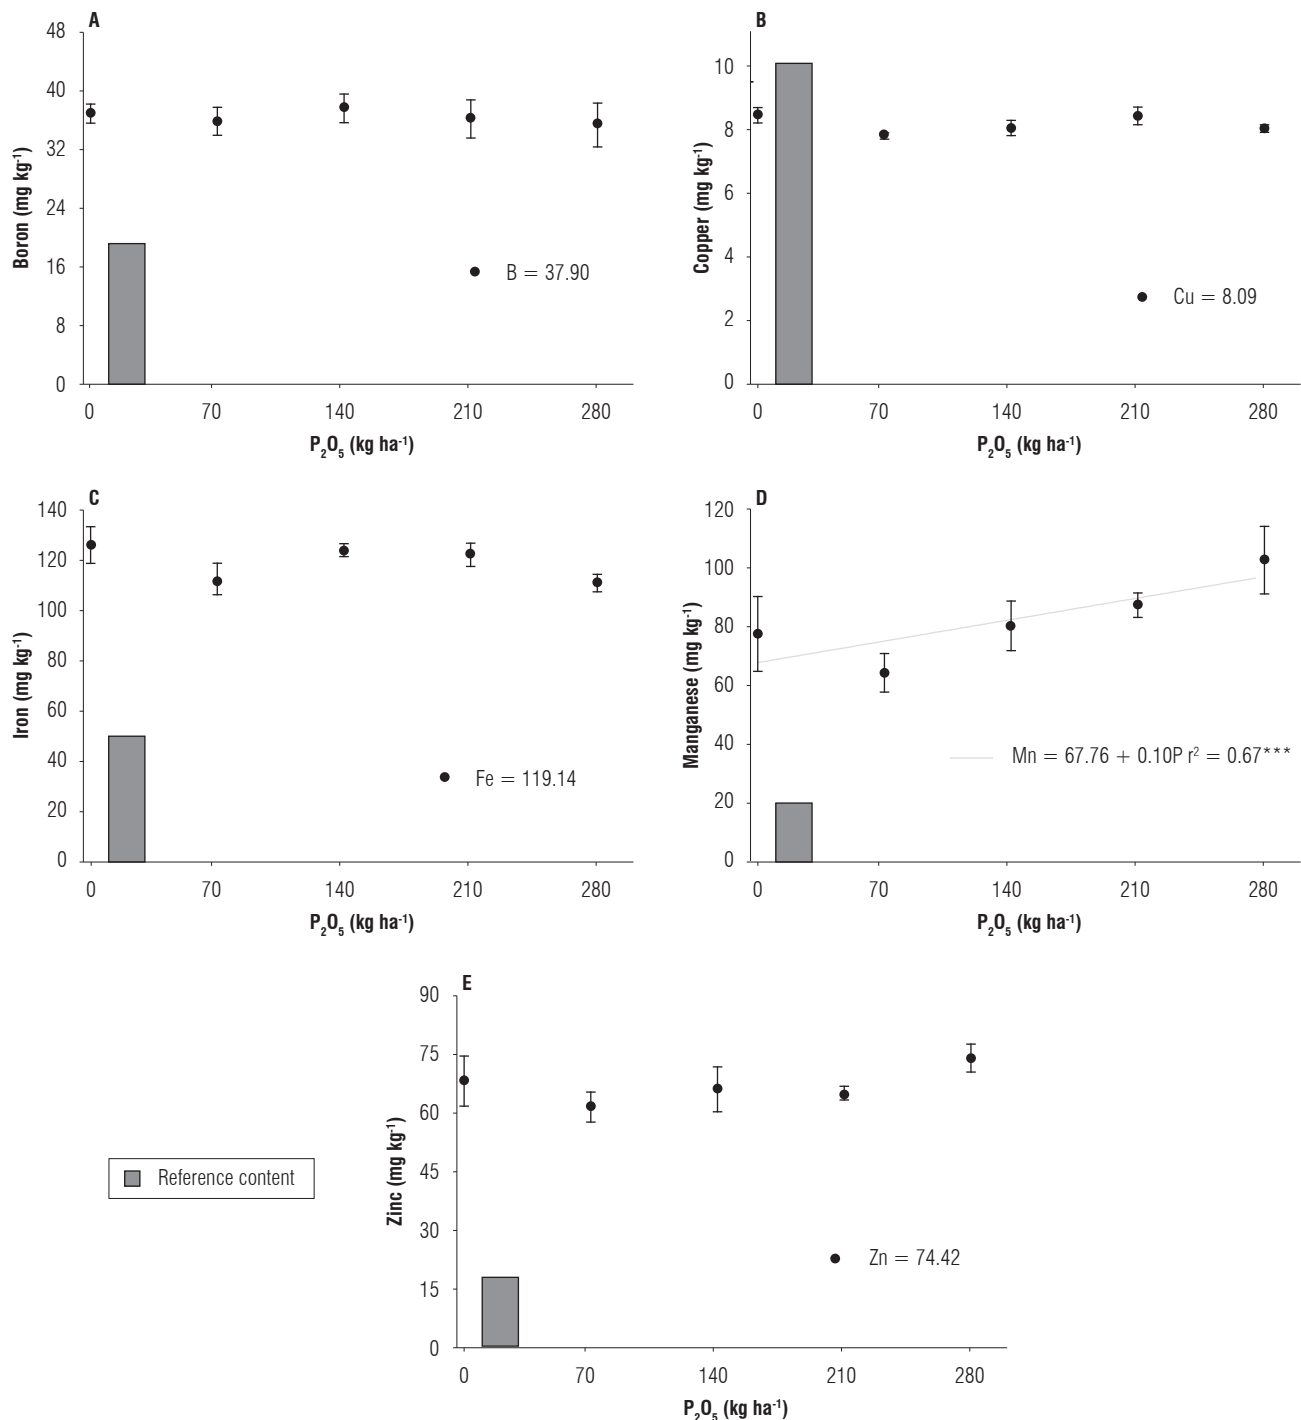 A
48
40
32
24
16
8
0
Boron (mg kg⁻¹)
B = 37.90
0 70 140 210 280
P₂O₅ (kg ha⁻¹)
B
10
8
6
4
2
0
Copper (mg kg⁻¹)
Cu = 8.09
0 70 140 210 280
P₂O₅ (kg ha⁻¹)
C
140
120
100
80
60
40
20
0
Iron (mg kg⁻¹)
Fe = 119.14
0 70 140 210 280
P₂O₅ (kg ha⁻¹)
D
120
100
80
60
40
20
0
Manganese (mg kg⁻¹)
Mn = 67.76 + 0.10P r² = 0.67***
0 70 140 210 280
P₂O₅ (kg ha⁻¹)
E
90
75
60
45
30
15
0
Zinc (mg kg⁻¹)
Zn = 74.42
0 70 140 210 280
P₂O₅ (kg ha⁻¹)
Reference content